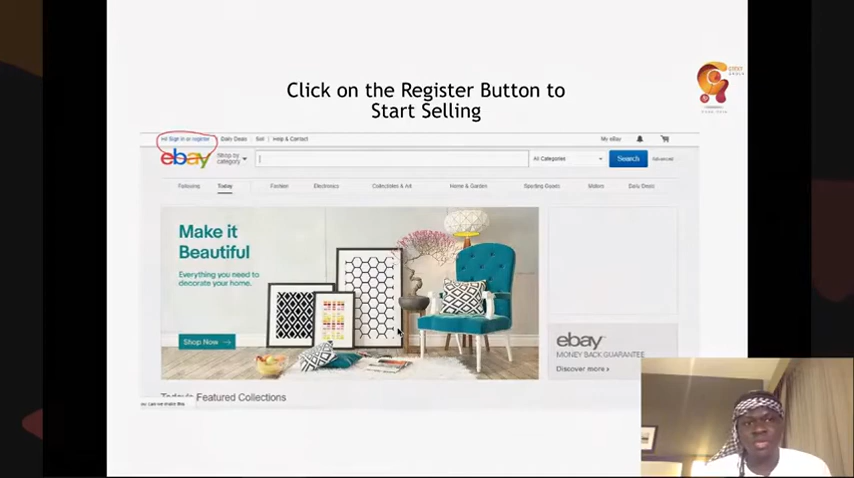 Click on the Register Button to
Start Selling
Hi! Sign in or register Daily Deals Sell Help & Contact My eBay
ebay Shop by category All Categories Search Advanced
Following Today Fashion Electronics Collectibles & Art Home & Garden Sporting Goods Motors Daily Deals
Make it
Beautiful
Everything you need to
decorate your home.
Shop Now
ebay
MONEY BACK GUARANTEE
Discover more
Today's Featured Collections